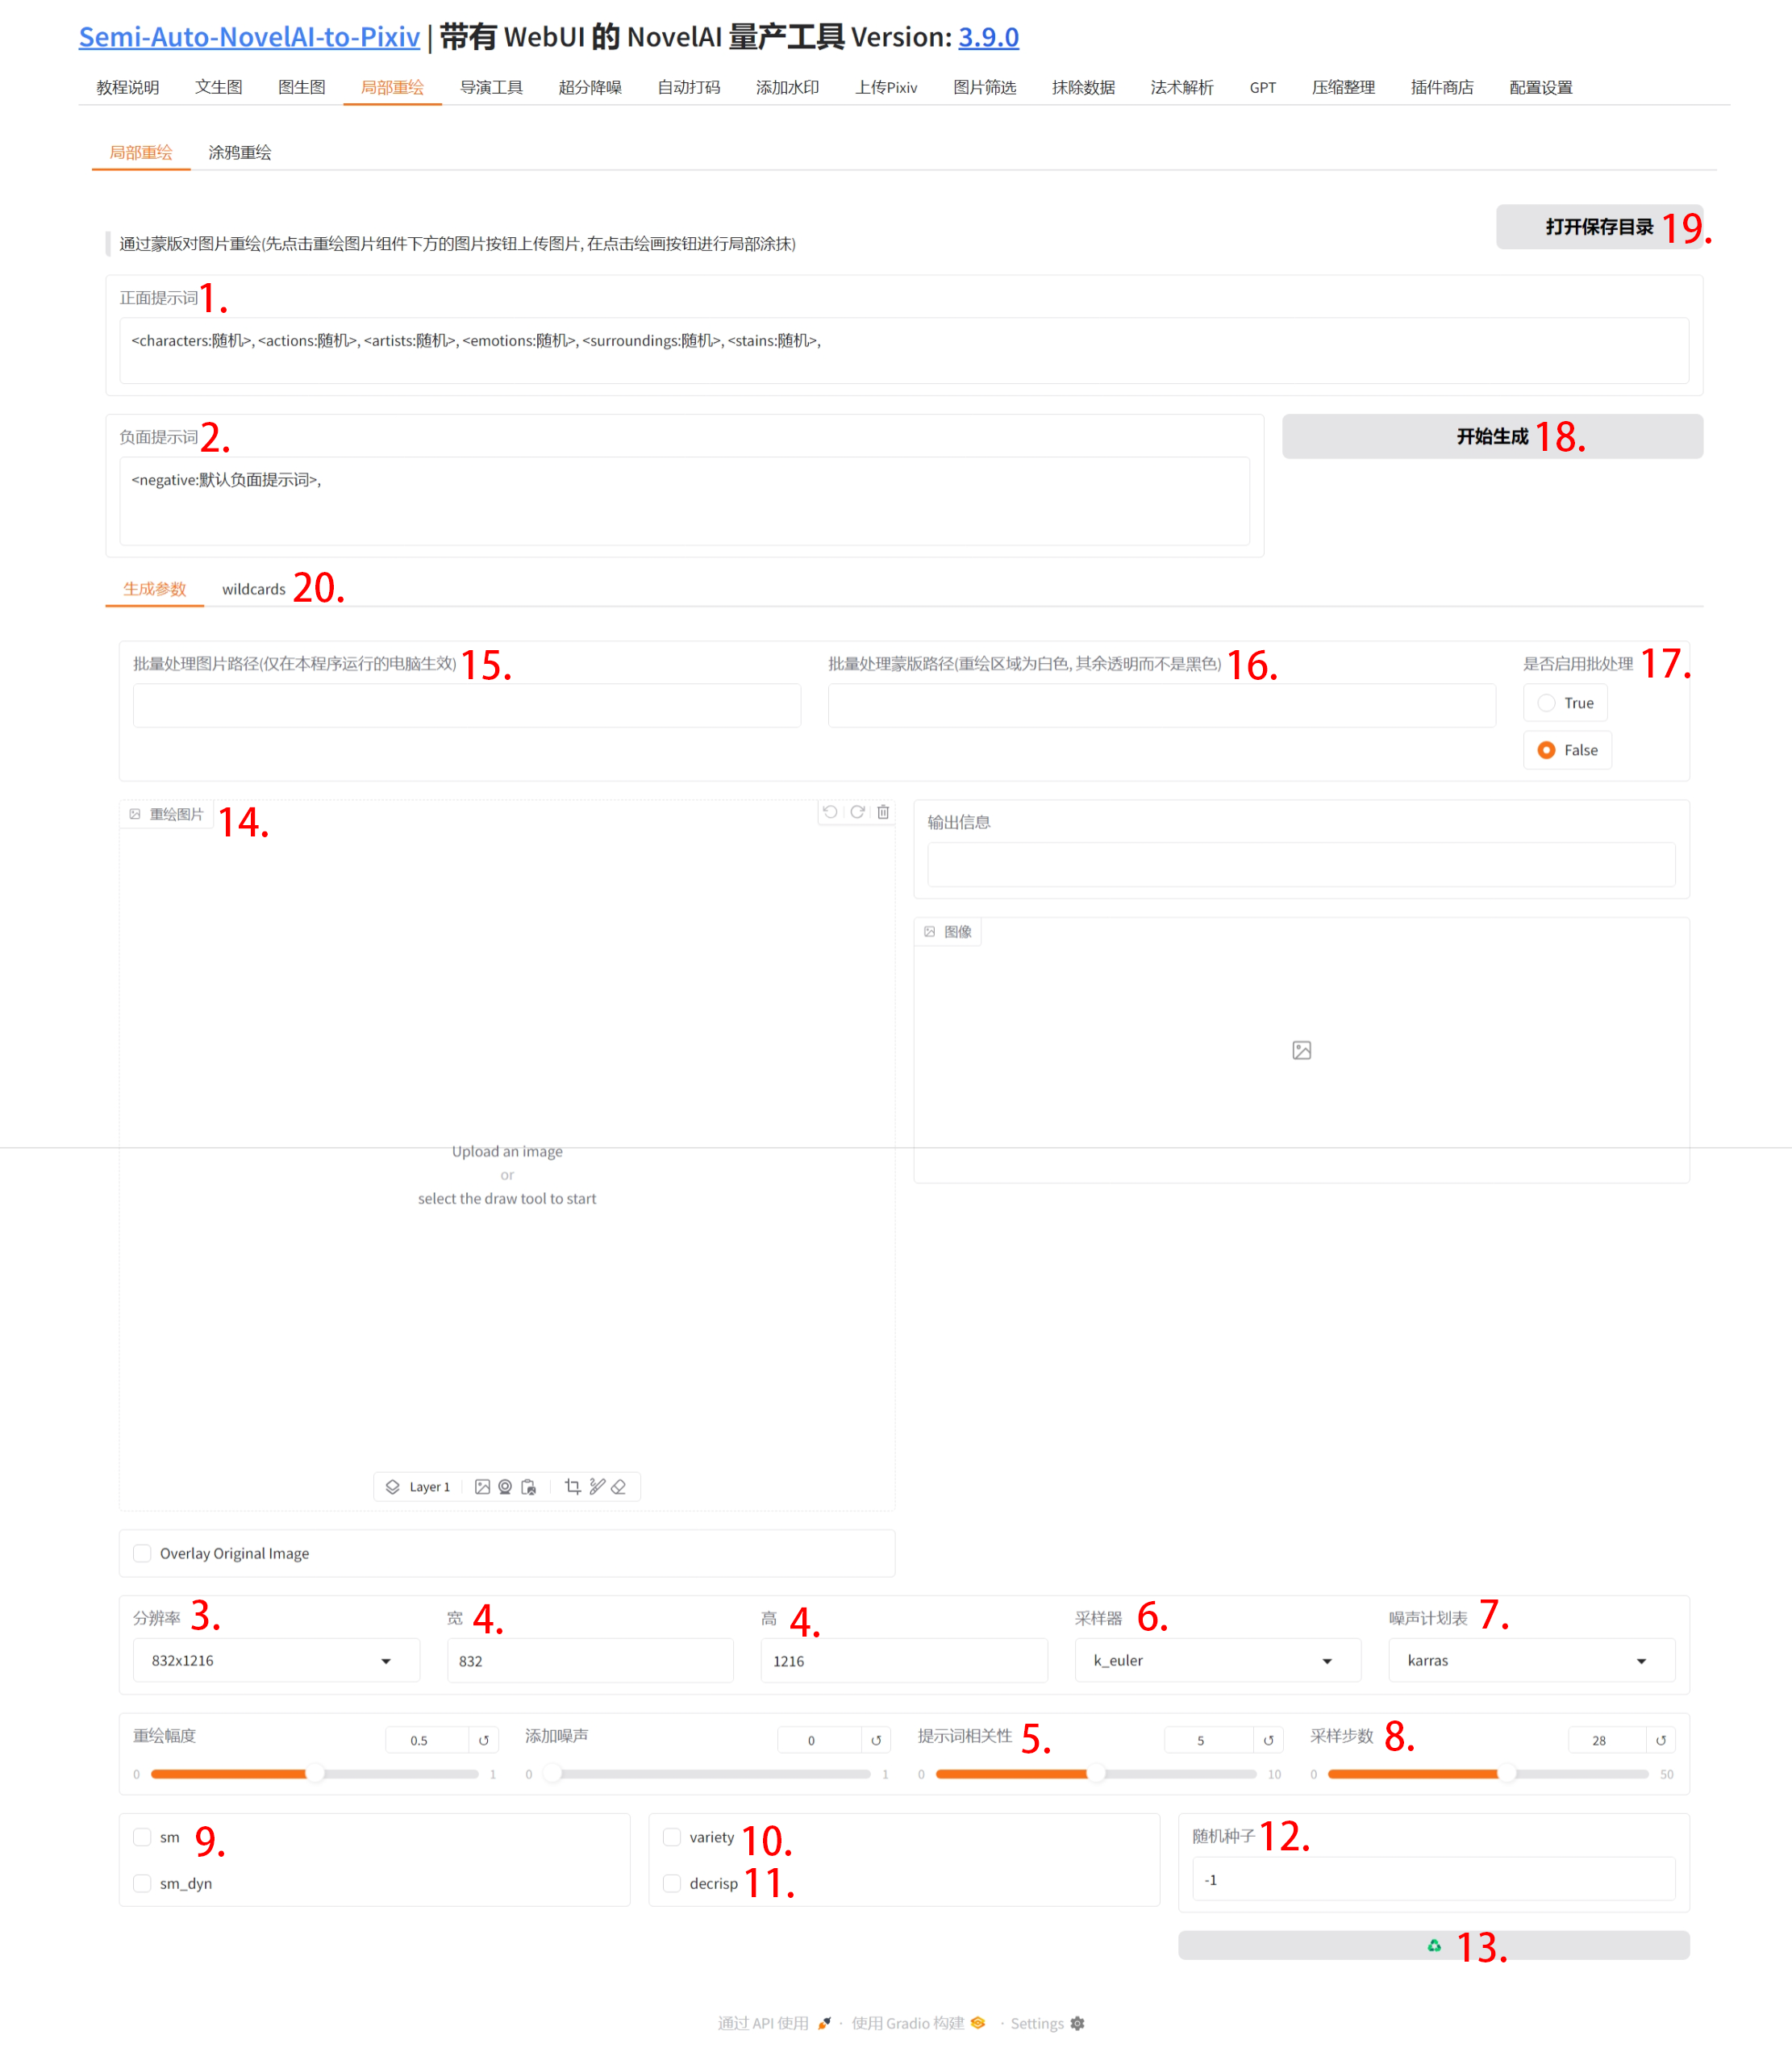 Semi-Auto-NovelAI-to-Pixiv | 带有 WebUI 的 NovelAI 量产工具 Version: 3.9.0
教程说明 文生图 图生图 局部重绘 导演工具 超分降噪 自动打码 添加水印 上传Pixiv 图片筛选 抹除数据 法术解析 GPT 压缩整理 插件商店 配置设置
局部重绘 涂鸦重绘
打开保存目录 19.
通过蒙版对图片重绘(先点击重绘图片组件下方的图片按钮上传图片, 在点击绘画按钮进行局部涂抹)
正面提示词 1.
<characters:随机>, <actions:随机>, <artists:随机>, <emotions:随机>, <surroundings:随机>, <stains:随机>,
负面提示词 2.
开始生成 18.
<negative:默认负面提示词>,
生成参数 wildcards 20.
批量处理图片路径(仅在本程序运行的电脑生效) 15. 批量处理蒙版路径(重绘区域为白色, 其余透明而不是黑色) 16. 是否启用批处理 17.
True
False
重绘图片 14.
输出信息
图像
Upload an image
or
select the draw tool to start
Layer 1
Overlay Original Image
分辨率 3. 宽 4. 高 4. 采样器 6. 噪声计划表 7.
832x1216 832 1216 k_euler karras
重绘幅度 0.5 ↺ 添加噪声 0 ↺ 提示词相关性 5. 5 ↺ 采样步数 8. 28 ↺
0 1 0 1 0 10 0 50
sm 9. variety 10. 随机种子 12.
sm_dyn decrisp 11. -1
13.
通过 API 使用 · 使用 Gradio 构建 · Settings